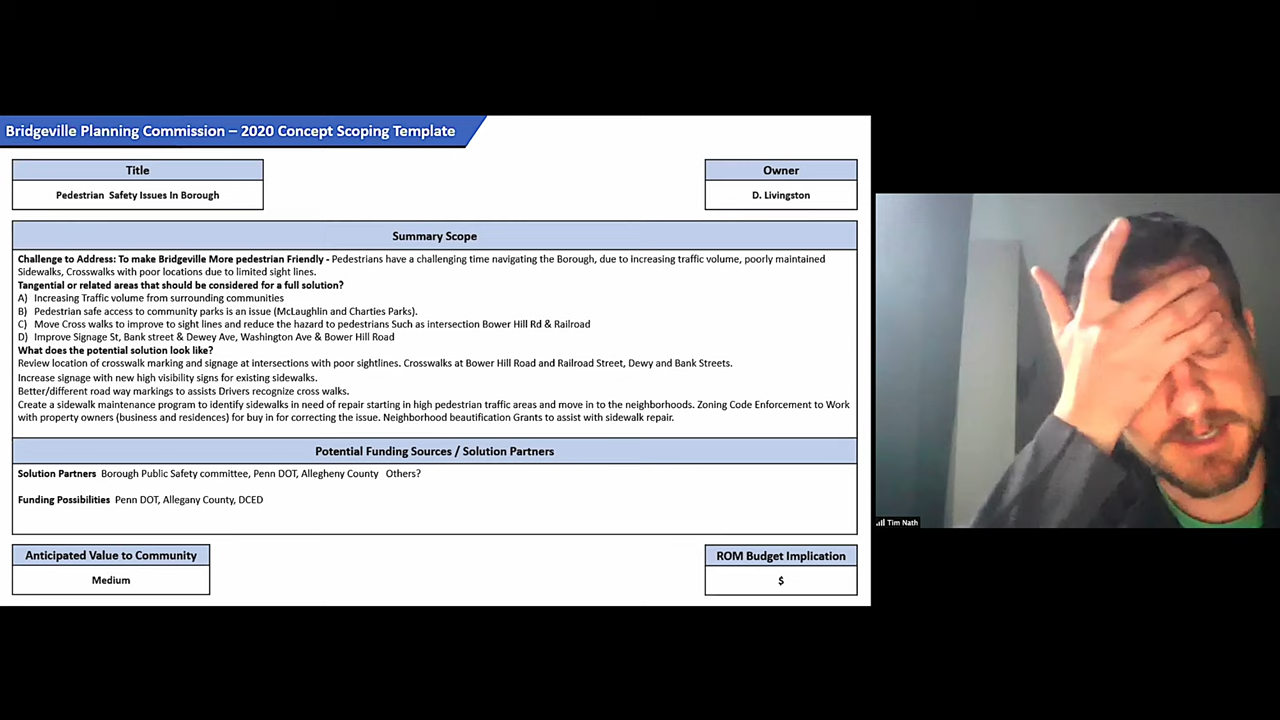 Bridgeville Planning Commission – 2020 Concept Scoping Template
Title
Owner
Pedestrian Safety Issues In Borough
D. Livingston
Summary Scope
Challenge to Address: To make Bridgeville More pedestrian Friendly - Pedestrians have a challenging time navigating the Borough, due to increasing traffic volume, poorly maintained
Sidewalks, Crosswalks with poor locations due to limited sight lines.
Tangential or related areas that should be considered for a full solution?
A) Increasing Traffic volume from surrounding communities
B) Pedestrian safe access to community parks is an issue (McLaughlin and Charties Parks).
C) Move Cross walks to improve to sight lines and reduce the hazard to pedestrians Such as intersection Bower Hill Rd & Railroad
D) Improve Signage St, Bank street & Dewey Ave, Washington Ave & Bower Hill Road
What does the potential solution look like?
Review location of crosswalk marking and signage at intersections with poor sightlines. Crosswalks at Bower Hill Road and Railroad Street, Dewy and Bank Streets.
Increase signage with new high visibility signs for existing sidewalks.
Better/different road way markings to assists Drivers recognize cross walks.
Create a sidewalk maintenance program to identify sidewalks in need of repair starting in high pedestrian traffic areas and move in to the neighborhoods. Zoning Code Enforcement to Work
with property owners (business and residences) for buy in for correcting the issue. Neighborhood beautification Grants to assist with sidewalk repair.
Potential Funding Sources / Solution Partners
Solution Partners Borough Public Safety committee, Penn DOT, Allegheny County Others?
Funding Possibilities Penn DOT, Allegany County, DCED
Anticipated Value to Community
ROM Budget Implication
Medium
$
Tim Nath